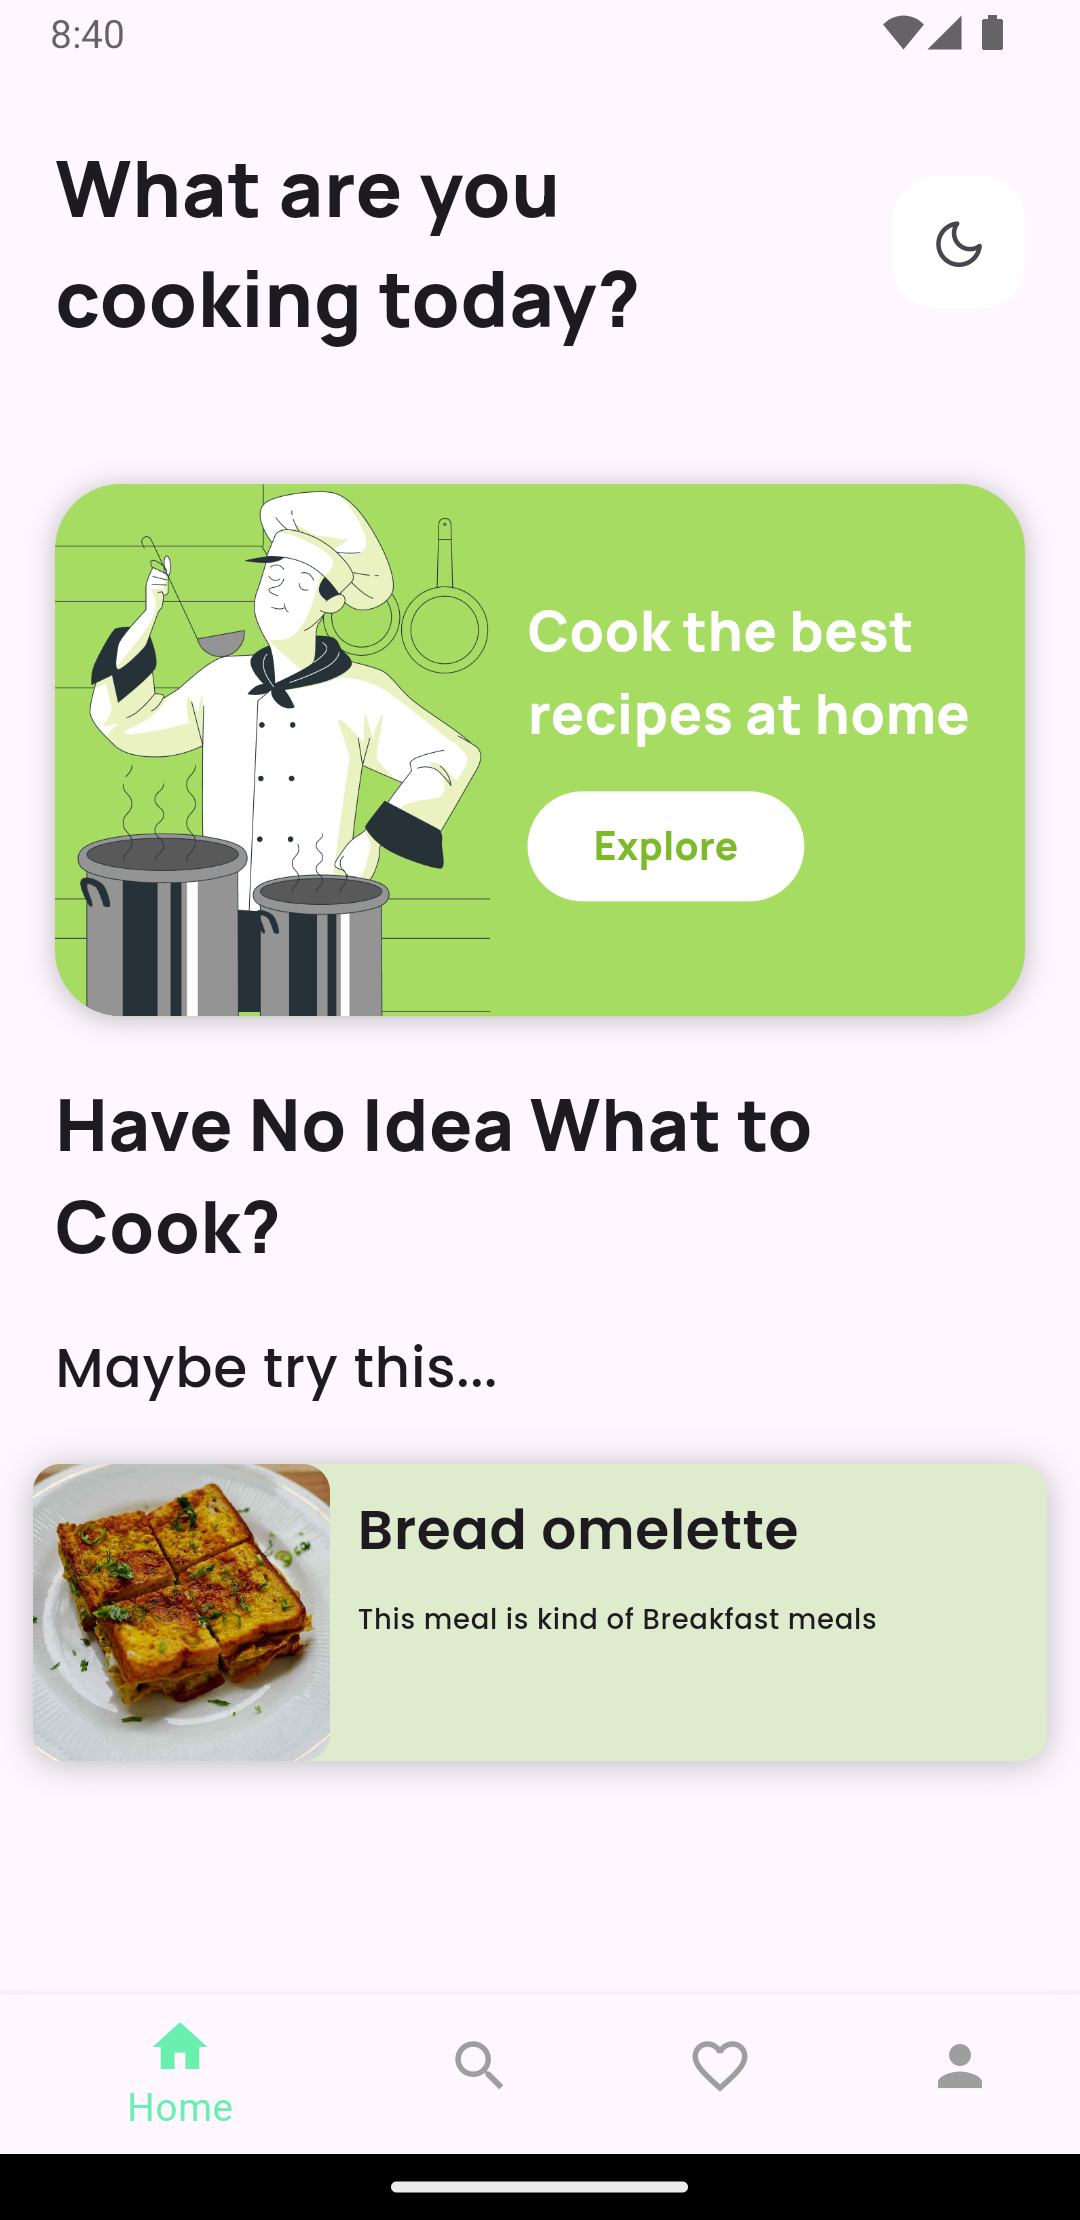 8:40
What are you
cooking today?
Cook the best
recipes at home
Explore
Have No Idea What to
Cook?
Maybe try this...
Bread omelette
This meal is kind of Breakfast meals
Home